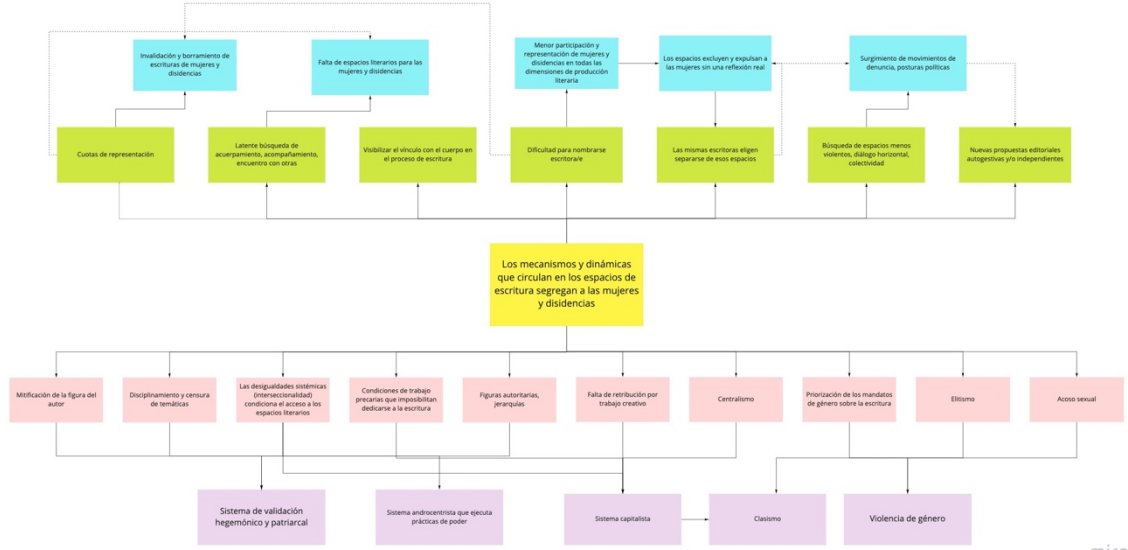 Invalidación y borramiento de
escrituras de mujeres y
disidencias
Falta de espacios literarios para
las mujeres y disidencias
Menor participación y
representación de mujeres y
disidencias en todas las
dimensiones de producción
literaria
Los espacios excluyen y expulsan a
las mujeres sin una reflexión real
Surgimiento de movimientos de
denuncia, posturas políticas
Cuotas de representación
Latente búsqueda de
acuerpamiento, acompañamiento,
encuentro con otras
Visibilizar el vínculo con el cuerpo en
el proceso de escritura
Dificultad para nombrarse
escritora/e
Las mismas escritoras eligen
separarse de esos espacios
Búsqueda de espacios menos
violentos, diálogo horizontal,
colectividad
Nuevas propuestas editoriales
autogestivas y/o independientes
Los mecanismos y dinámicas
que circulan en los espacios de
escritura segregan a las mujeres
y disidencias
Mitificación de la figura del
autor
Disciplinamiento y censura de
temáticas
Las desigualdades sistémicas
(interseccionalidad)
condiciona el acceso a los
espacios literarios
Condiciones de trabajo
precarias que imposibilitan
dedicarse a la escritura
Figuras autoritarias,
jerarquías
Falta de retribución por
trabajo creativo
Centralismo
Priorización de los mandatos
de género sobre la escritura
Elitismo
Acoso sexual
Sistema de validación
hegemónico y patriarcal
Sistema androcentrista que ejecuta
prácticas de poder
Sistema capitalista
Clasismo
Violencia de género